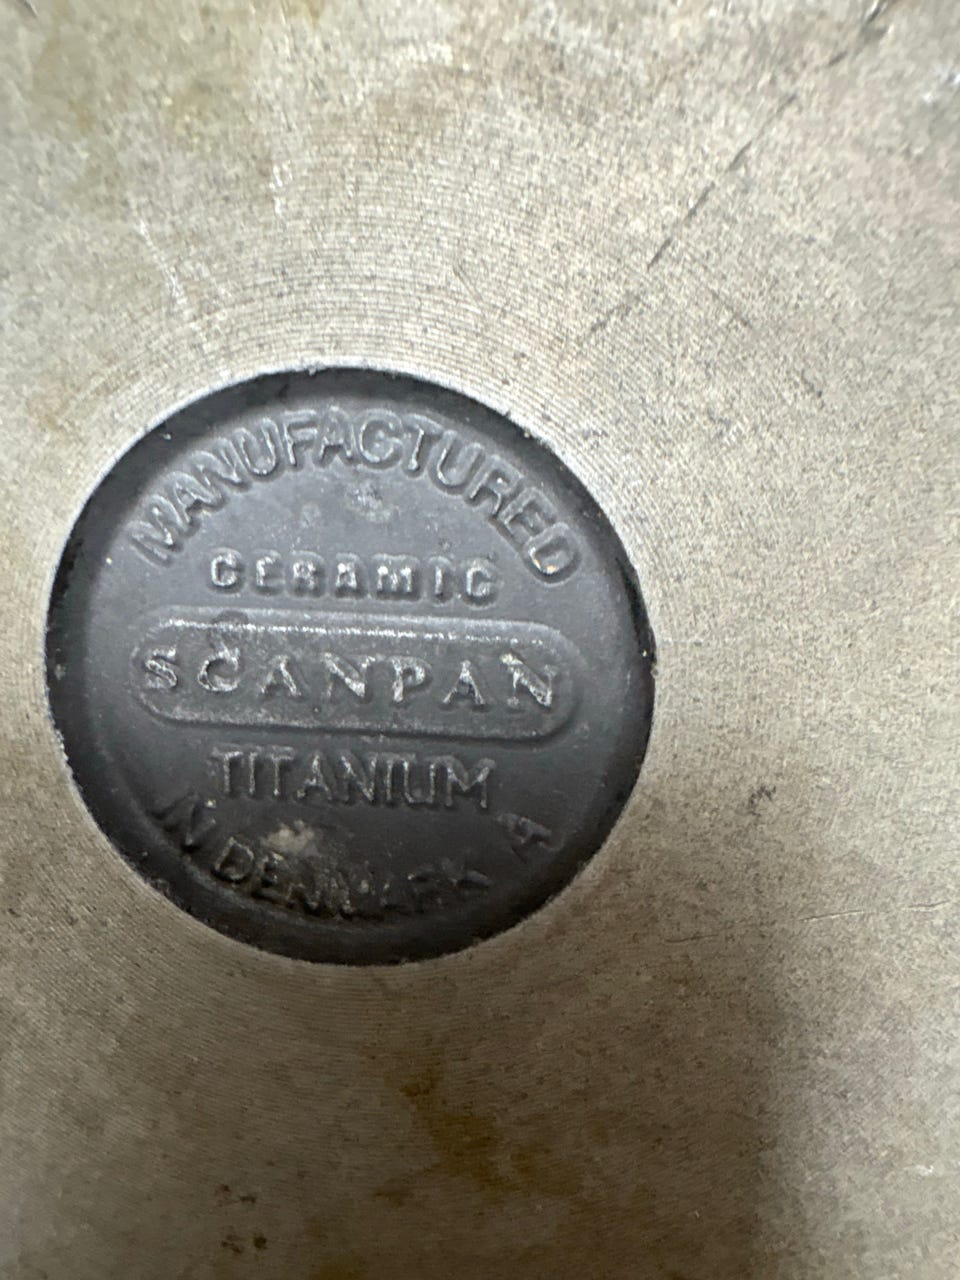 MANUFACTURED
CERAMIC
SCANPAN
TITANIUM
IN DENMARK A